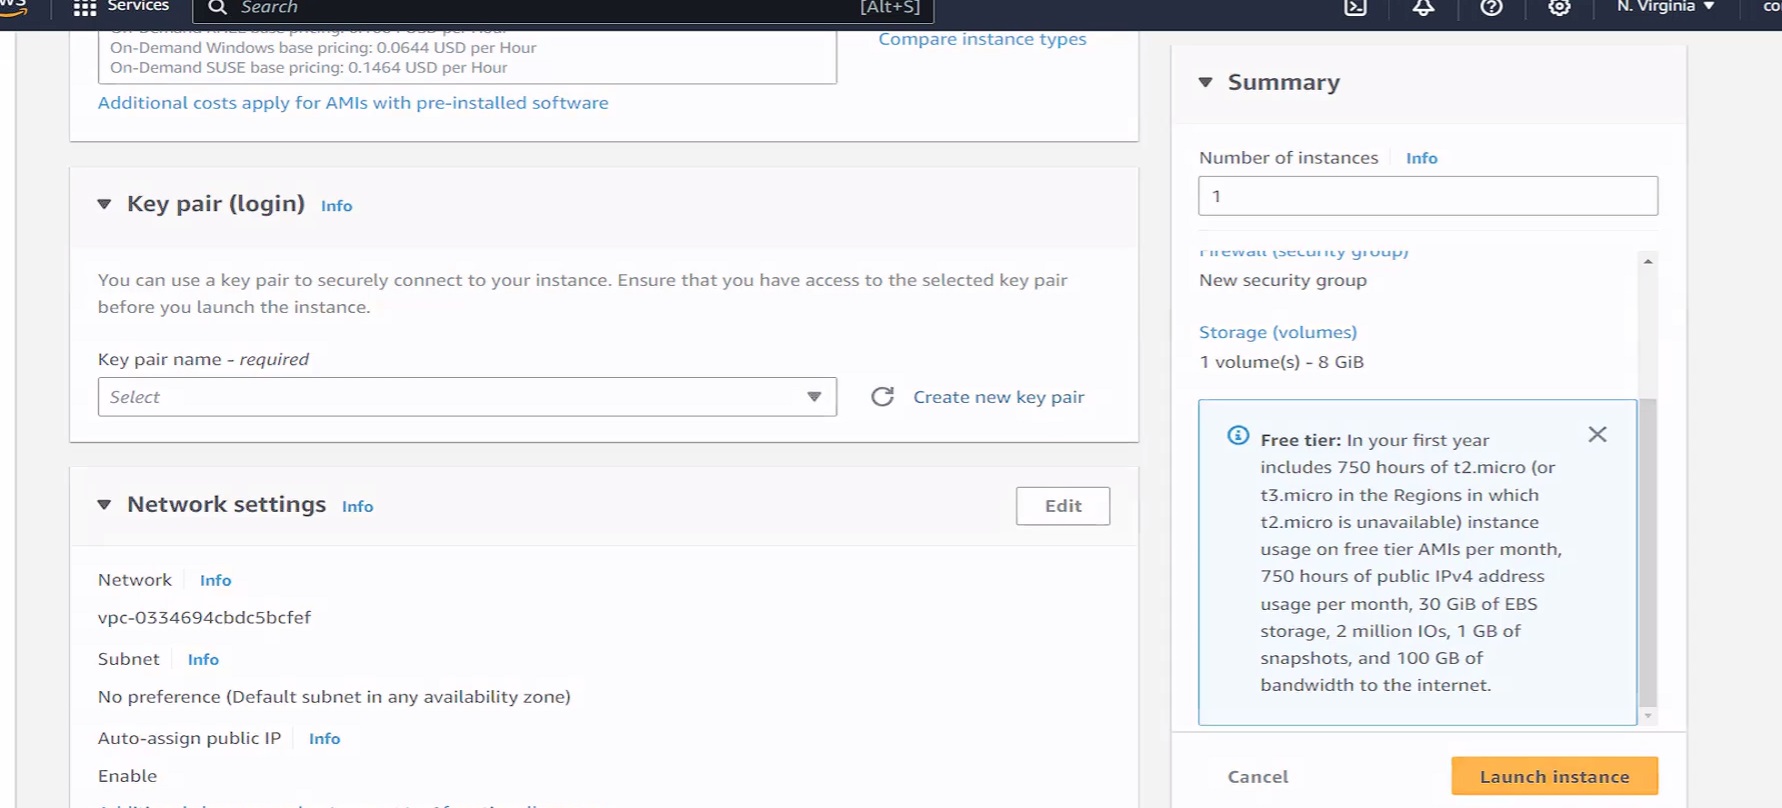 Services
Search
[Alt+S]
N. Virginia
On-Demand Windows base pricing: 0.0644 USD per Hour
On-Demand SUSE base pricing: 0.1464 USD per Hour
Compare instance types
Additional costs apply for AMIs with pre-installed software
Key pair (login) Info
You can use a key pair to securely connect to your instance. Ensure that you have access to the selected key pair
before you launch the instance.
Key pair name - required
Select
Create new key pair
Network settings Info
Edit
Network Info
vpc-0334694cbdc5bcfef
Subnet Info
No preference (Default subnet in any availability zone)
Auto-assign public IP Info
Enable
Summary
Number of instances Info
1
Firewall (security group)
New security group
Storage (volumes)
1 volume(s) - 8 GiB
Free tier: In your first year
includes 750 hours of t2.micro (or
t3.micro in the Regions in which
t2.micro is unavailable) instance
usage on free tier AMIs per month,
750 hours of public IPv4 address
usage per month, 30 GiB of EBS
storage, 2 million IOs, 1 GB of
snapshots, and 100 GB of
bandwidth to the internet.
Cancel
Launch instance